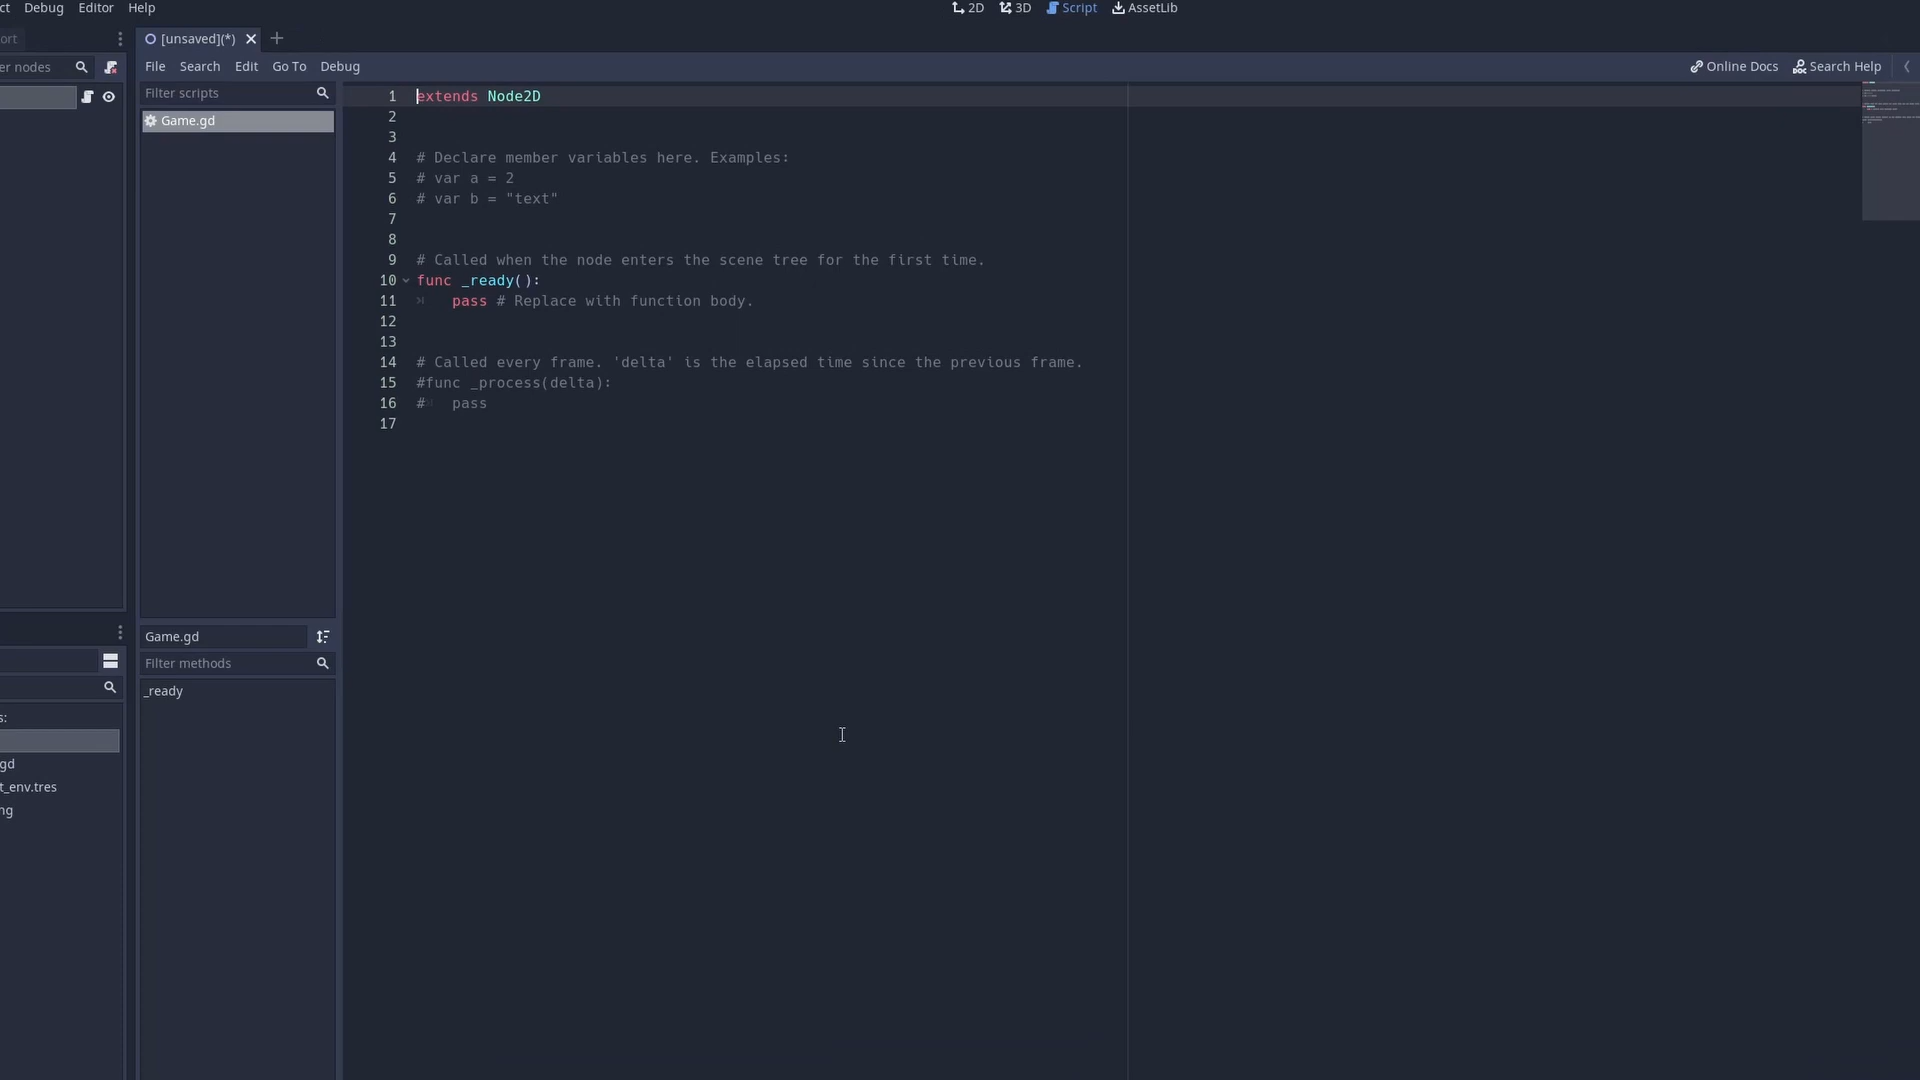 ct Debug Editor Help
2D 3D Script AssetLib
ort
[unsaved](*)
er nodes
File Search Edit Go To Debug
Online Docs Search Help
Filter scripts
Game.gd
1 extends Node2D
2
3
4 # Declare member variables here. Examples:
5 # var a = 2
6 # var b = "text"
7
8
9 # Called when the node enters the scene tree for the first time.
10 func _ready():
11 pass # Replace with function body.
12
13
14 # Called every frame. 'delta' is the elapsed time since the previous frame.
15 #func _process(delta):
16 # pass
17
Game.gd
Filter methods
_ready
s:
gd
t_env.tres
ng